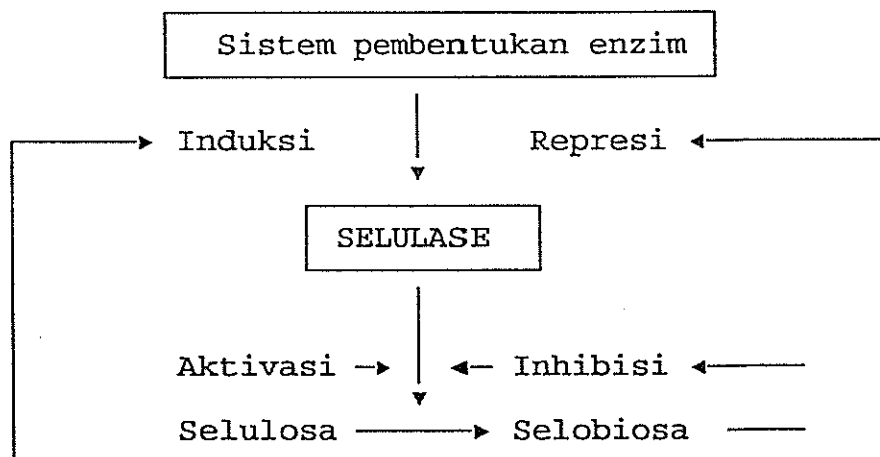 Sistem pembentukan enzim
Induksi Represi
SELULASE
Aktivasi Inhibisi
Selulosa Selobiosa